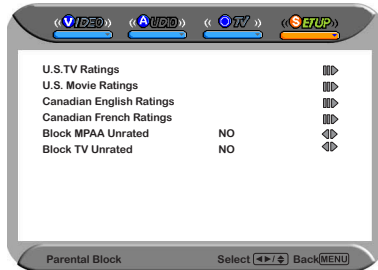 VIDEO AUDIO TV SETUP
U.S.TV Ratings
U.S. Movie Ratings
Canadian English Ratings
Canadian French Ratings
Block MPAA Unrated NO
Block TV Unrated NO
Parental Block Select ◄►/♦ Back MENU